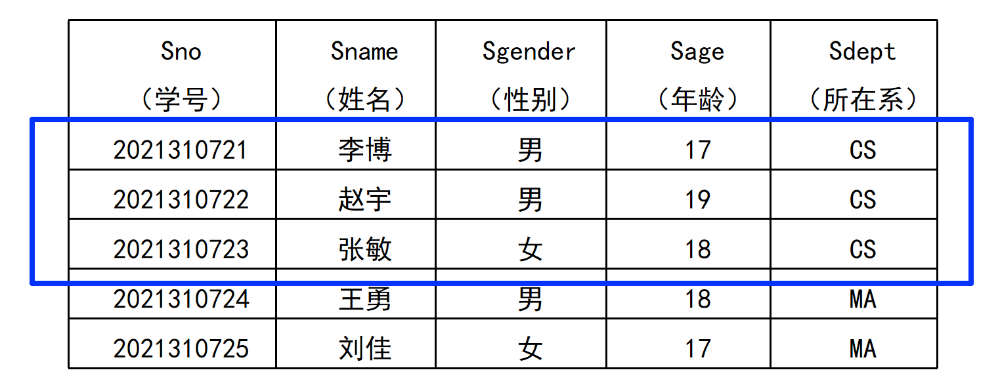 Sno Sname Sgender Sage Sdept
（学号） （姓名） （性别） （年龄） （所在系）
2021310721 李博 男 17 CS
2021310722 赵宇 男 19 CS
2021310723 张敏 女 18 CS
2021310724 王勇 男 18 MA
2021310725 刘佳 女 17 MA